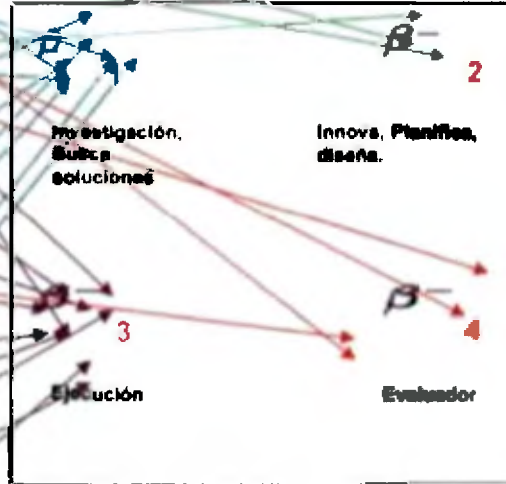 β-
β-
2
Investigación,
Busca
soluciones
Innova, Planifica,
diseña.
β-
β-
3
4
Ejecución
Evaluador